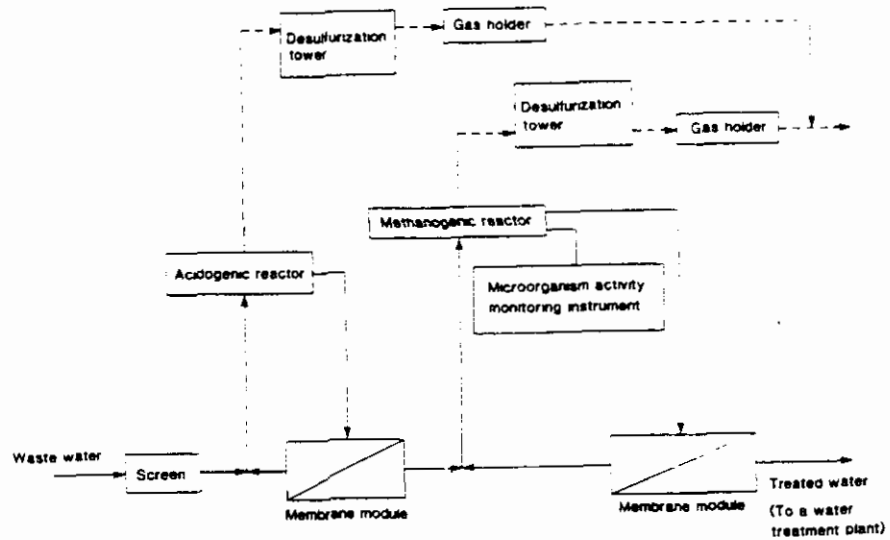 Desulfurization
tower
Gas holder
Desulfurization
tower
Gas holder
Methanogenic reactor
Acidogenic reactor
Microorganism activity
monitoring instrument
Waste water
Screen
Membrane module
Membrane module
Treated water
(To a water
treatment plant)